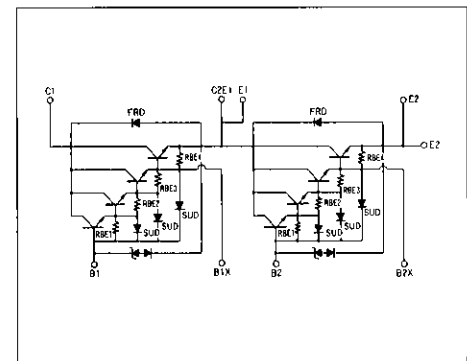 C1
C2E1
E1
E2
FRD
FRD
E2
RBE4
RBE4
RBE3
RBE3
RBE2
RBE2
SUD
SUD
RBE1
SUD
SUD
RBE1
SUD
SUD
B1
B1X
B2
B2X